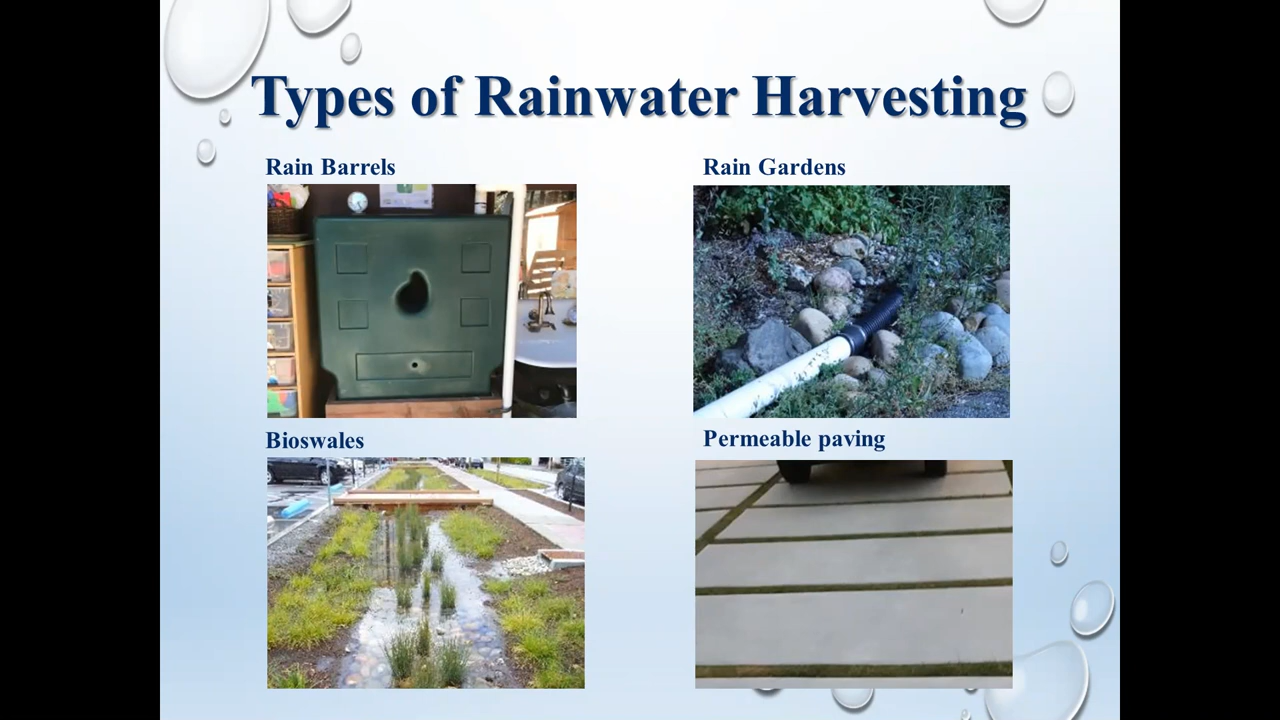 Types of Rainwater Harvesting
Rain Barrels
Rain Gardens
Bioswales
Permeable paving